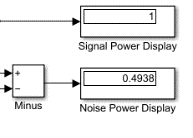 1
Signal Power Display
+
−
0.4938
Minus
Noise Power Display